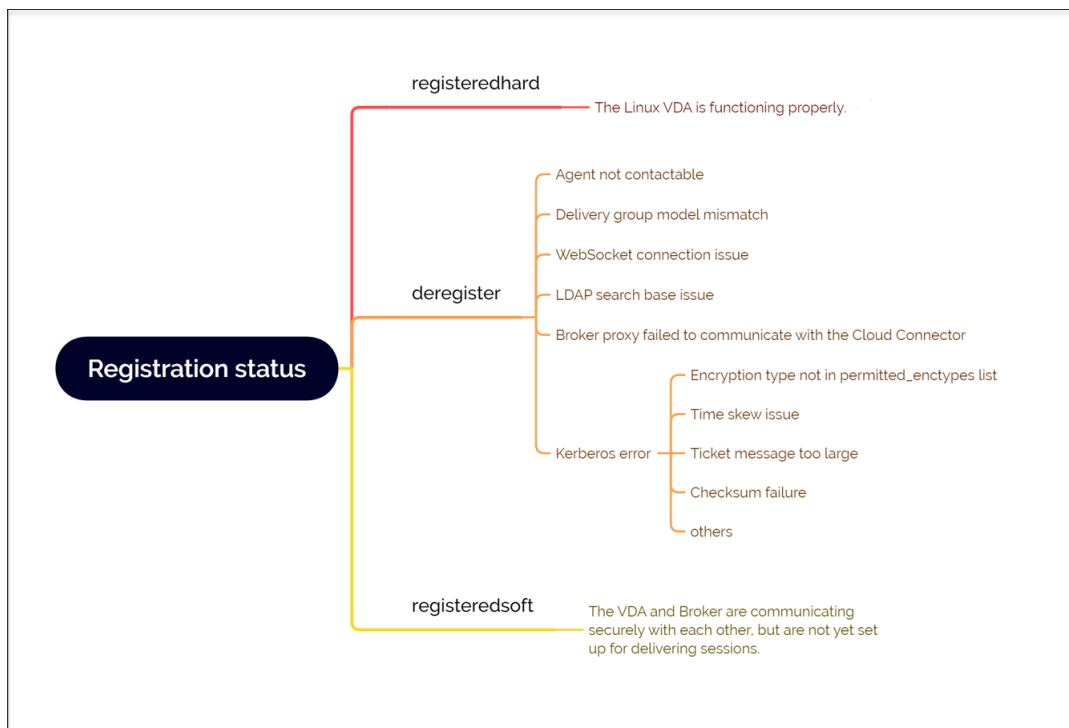 registeredhard
The Linux VDA is functioning properly.
Agent not contactable
Delivery group model mismatch
WebSocket connection issue
deregister
LDAP search base issue
Broker proxy failed to communicate with the Cloud Connector
Registration status
Encryption type not in permitted_enctypes list
Time skew issue
Kerberos error
Ticket message too large
Checksum failure
others
registeredsoft
The VDA and Broker are communicating
securely with each other, but are not yet set
up for delivering sessions.